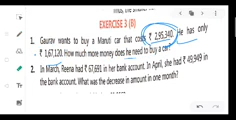 EXERCISE 3 (B)
1. Gaurav wants to buy a Maruti car that costs ₹ 2,95,340. He has only
₹ 1,67,120. How much more money does he need to buy a car?
2. In March, Reena had ₹ 67,691 in her bank account. In April, she had ₹ 49,949 in
the bank account. What was the decrease in amount in one month?